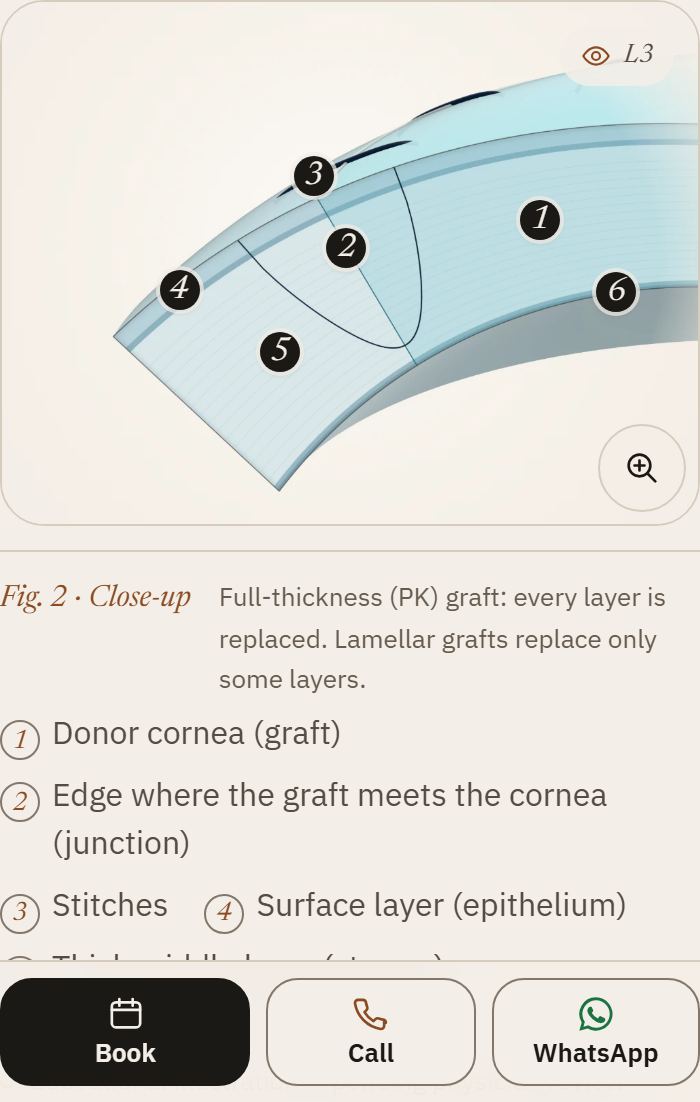 L3
3
1
2
4
6
5
Fig. 2 · Close-up
Full-thickness (PK) graft: every layer is
replaced. Lamellar grafts replace only
some layers.
1 Donor cornea (graft)
2 Edge where the graft meets the cornea
(junction)
3 Stitches 4 Surface layer (epithelium)
Book
Call
WhatsApp